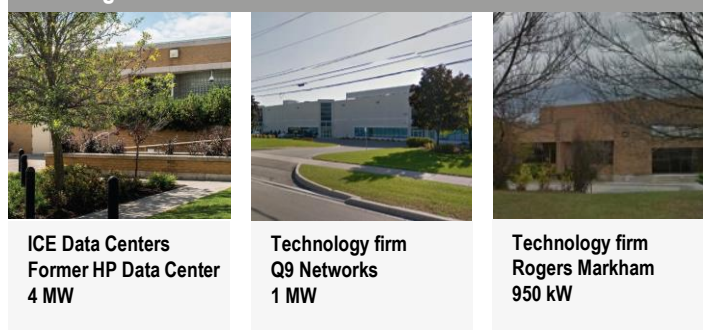 ICE Data Centers
Former HP Data Center
4 MW
Technology firm
Q9 Networks
1 MW
Technology firm
Rogers Markham
950 kW